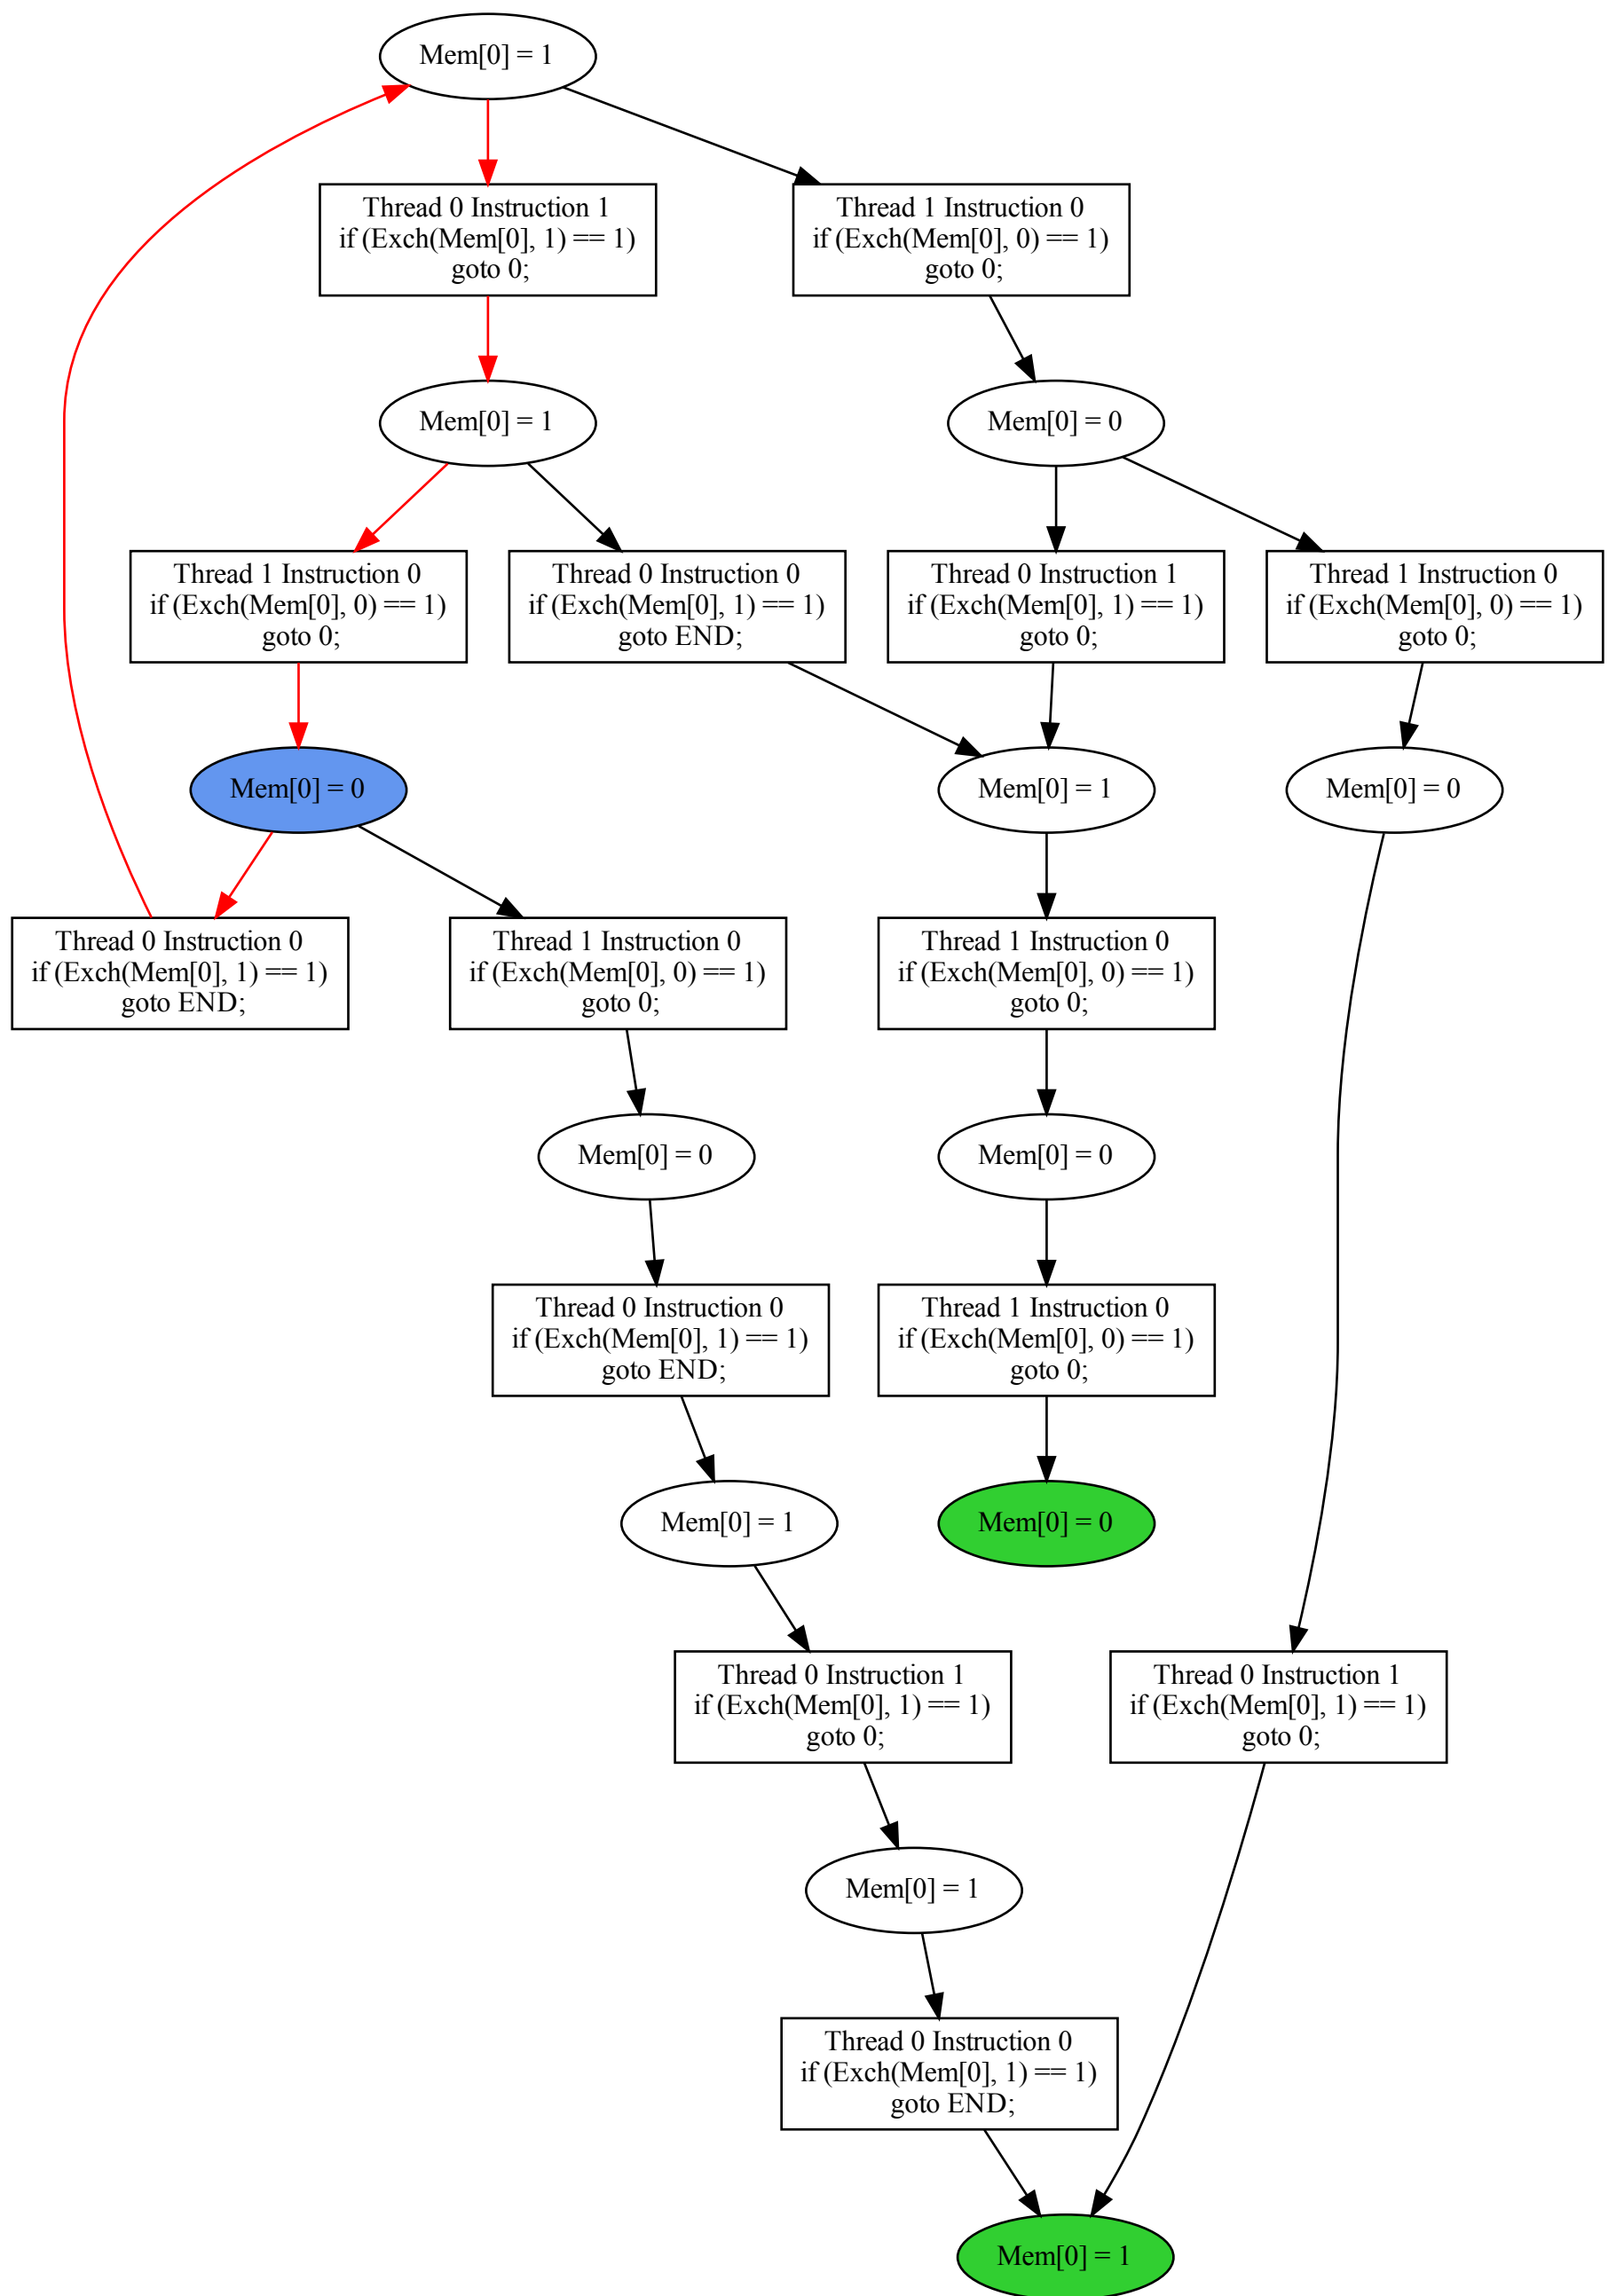 Mem[0] = 1
Thread 0 Instruction 1
if (Exch(Mem[0], 1) == 1)
goto 0;
Thread 1 Instruction 0
if (Exch(Mem[0], 0) == 1)
goto 0;
Mem[0] = 1
Mem[0] = 0
Thread 1 Instruction 0
if (Exch(Mem[0], 0) == 1)
goto 0;
Thread 0 Instruction 0
if (Exch(Mem[0], 1) == 1)
goto END;
Thread 0 Instruction 1
if (Exch(Mem[0], 1) == 1)
goto 0;
Thread 1 Instruction 0
if (Exch(Mem[0], 0) == 1)
goto 0;
Mem[0] = 0
Mem[0] = 1
Mem[0] = 0
Thread 0 Instruction 0
if (Exch(Mem[0], 1) == 1)
goto END;
Thread 1 Instruction 0
if (Exch(Mem[0], 0) == 1)
goto 0;
Thread 1 Instruction 0
if (Exch(Mem[0], 0) == 1)
goto 0;
Mem[0] = 0
Mem[0] = 0
Thread 0 Instruction 0
if (Exch(Mem[0], 1) == 1)
goto END;
Thread 1 Instruction 0
if (Exch(Mem[0], 0) == 1)
goto 0;
Mem[0] = 1
Mem[0] = 0
Thread 0 Instruction 1
if (Exch(Mem[0], 1) == 1)
goto 0;
Thread 0 Instruction 1
if (Exch(Mem[0], 1) == 1)
goto 0;
Mem[0] = 1
Thread 0 Instruction 0
if (Exch(Mem[0], 1) == 1)
goto END;
Mem[0] = 1